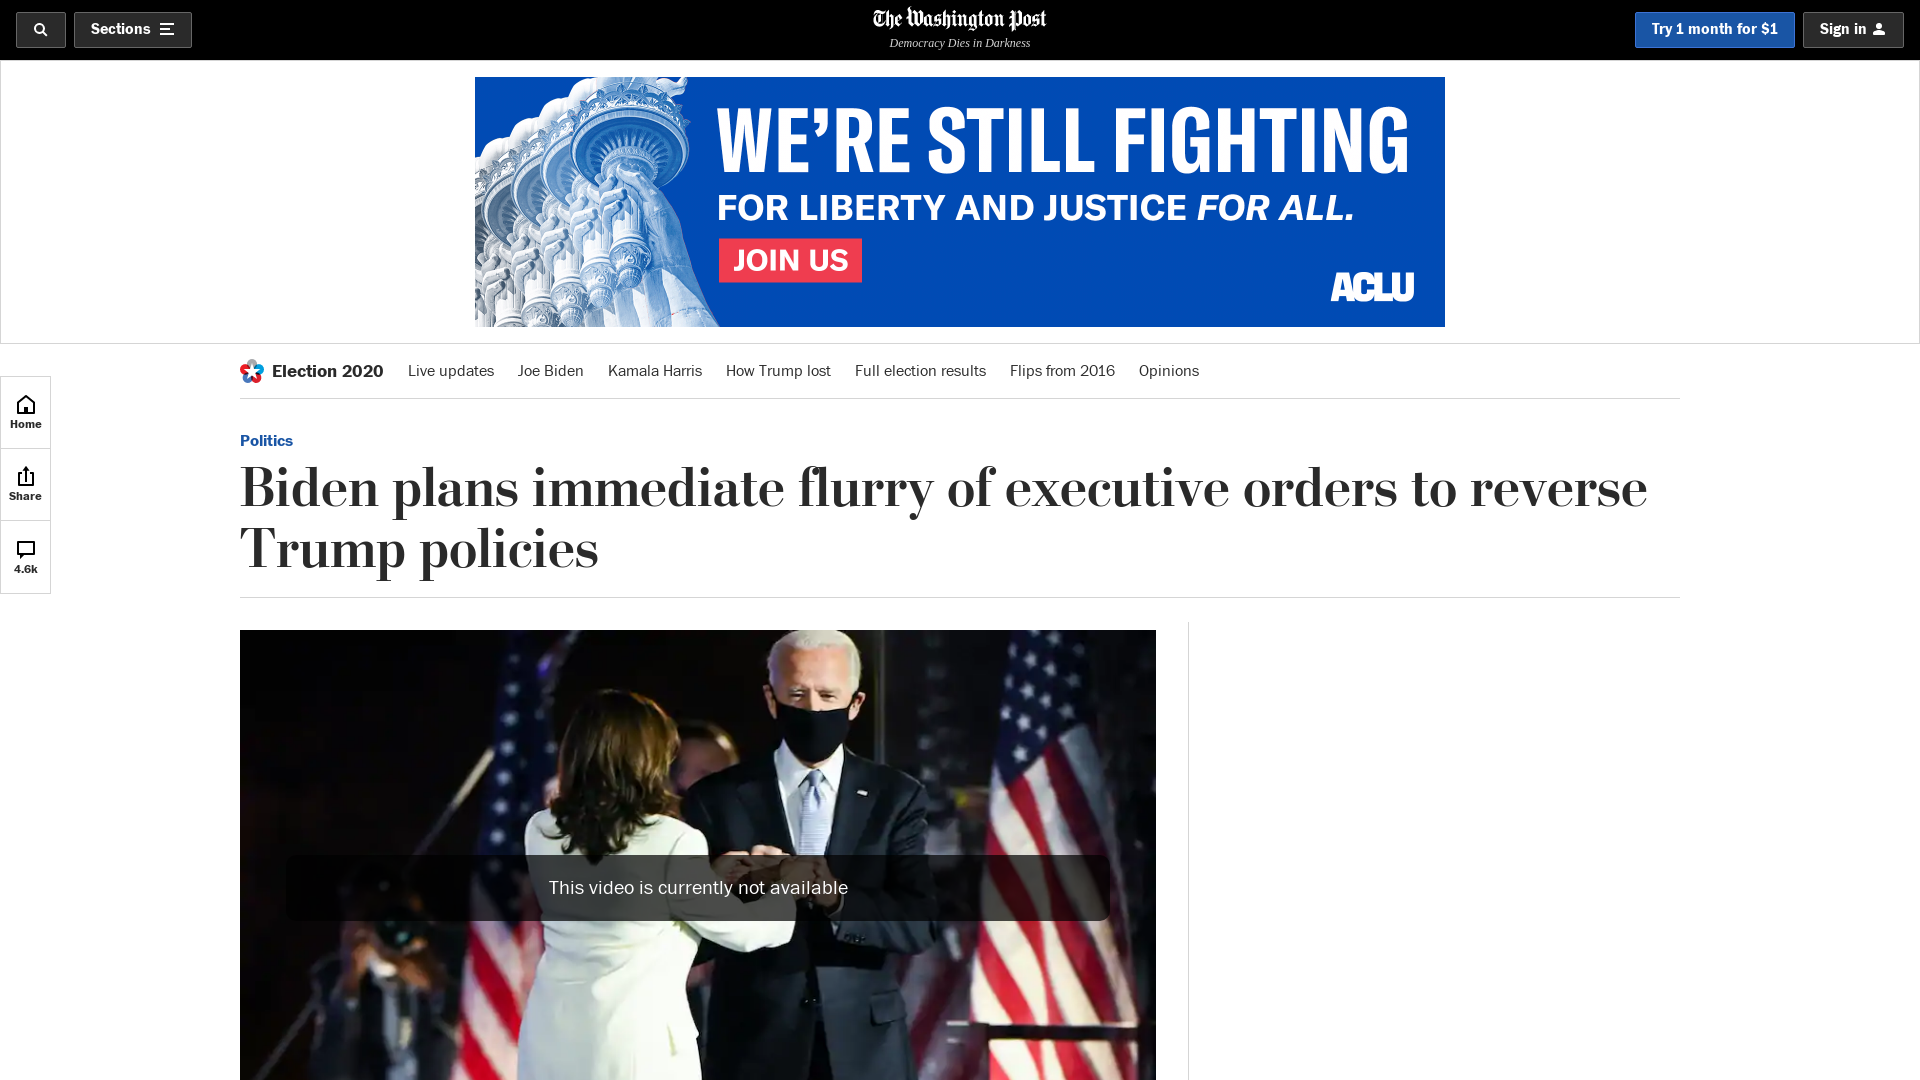 Sections
The Washington Post
Democracy Dies in Darkness
Try 1 month for $1
Sign in
WE'RE STILL FIGHTING
FOR LIBERTY AND JUSTICE FOR ALL.
JOIN US
ACLU
Election 2020
Live updates
Joe Biden
Kamala Harris
How Trump lost
Full election results
Flips from 2016
Opinions
Home
Share
4.6k
Politics
Biden plans immediate flurry of executive orders to reverse
Trump policies
This video is currently not available